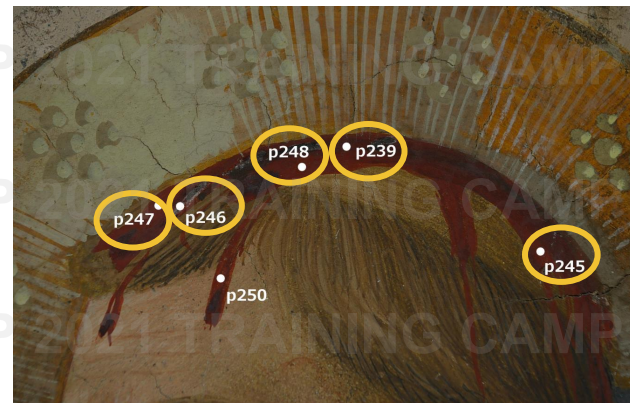 P 2021 TRAINING CAMP
p248
p239
P 2021 TRAINING CAMP
p247
p246
p245
p250
P 2021 TRAINING CAMP